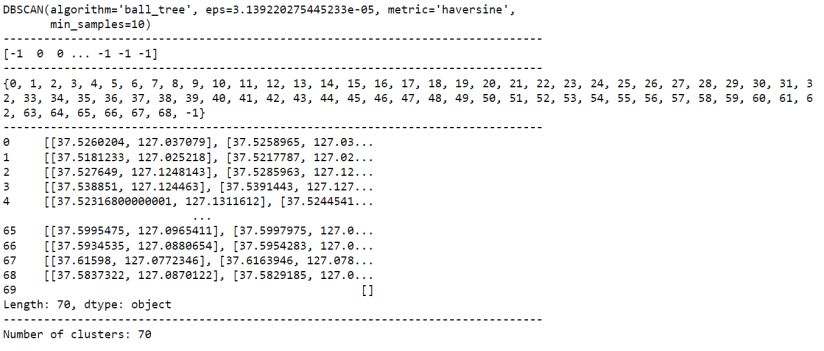 DBSCAN(algorithm='ball_tree', eps=3.139220275445233e-05, metric='haversine',
       min_samples=10)
--------------------------------------------------------------------------------
[-1  0  0 ... -1 -1 -1]
--------------------------------------------------------------------------------
{0, 1, 2, 3, 4, 5, 6, 7, 8, 9, 10, 11, 12, 13, 14, 15, 16, 17, 18, 19, 20, 21, 22, 23, 24, 25, 26, 27, 28, 29, 30, 31, 3
2, 33, 34, 35, 36, 37, 38, 39, 40, 41, 42, 43, 44, 45, 46, 47, 48, 49, 50, 51, 52, 53, 54, 55, 56, 57, 58, 59, 60, 61, 6
2, 63, 64, 65, 66, 67, 68, -1}
--------------------------------------------------------------------------------
0     [[37.5260204, 127.037079], [37.5258965, 127.03...
1     [[37.5181233, 127.025218], [37.5217787, 127.02...
2     [[37.527649, 127.1248143], [37.5285963, 127.12...
3     [[37.538851, 127.124463], [37.5391443, 127.127...
4     [[37.52316800000001, 127.1311612], [37.5244541...
                            ...
65    [[37.5995475, 127.0965411], [37.5997975, 127.0...
66    [[37.5934535, 127.0880654], [37.5954283, 127.0...
67    [[37.61598, 127.0772346], [37.6163946, 127.078...
68    [[37.5837322, 127.0870122], [37.5829185, 127.0...
69                                                   []
Length: 70, dtype: object
--------------------------------------------------------------------------------
Number of clusters: 70